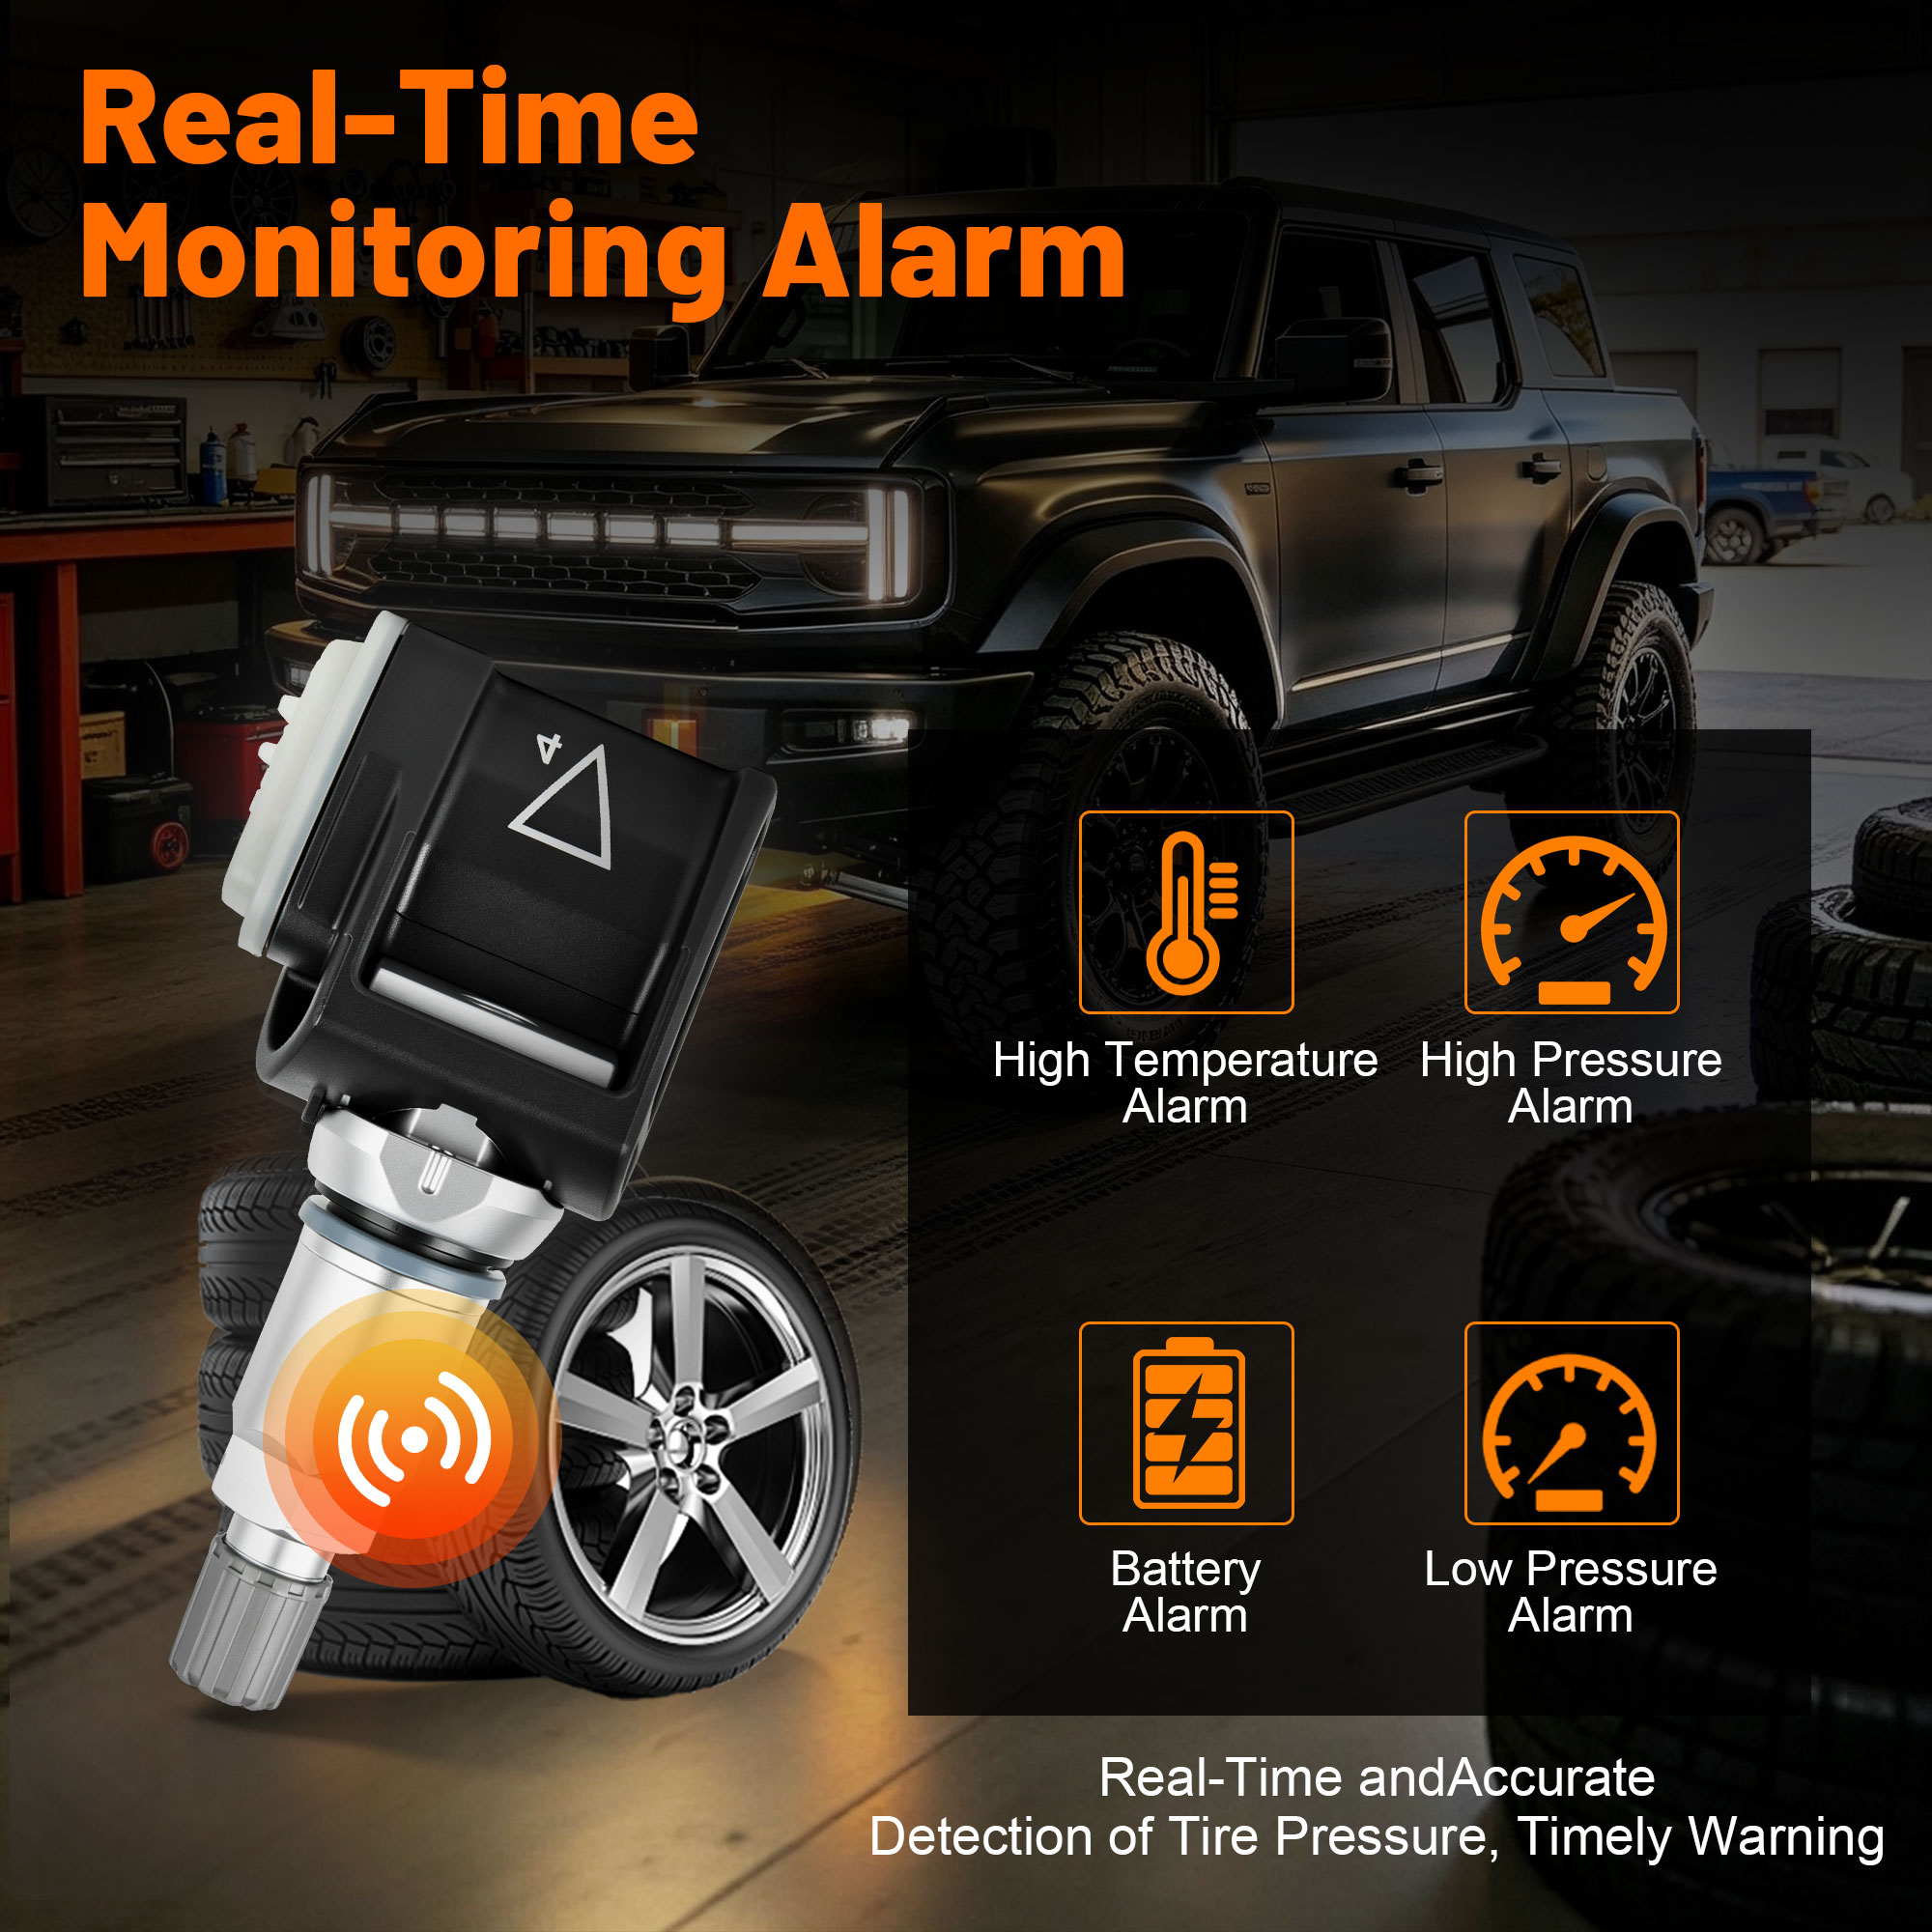 Real-Time
Monitoring Alarm
4
High Temperature
Alarm
High Pressure
Alarm
Battery
Alarm
Low Pressure
Alarm
Real-Time andAccurate
Detection of Tire Pressure, Timely Warning